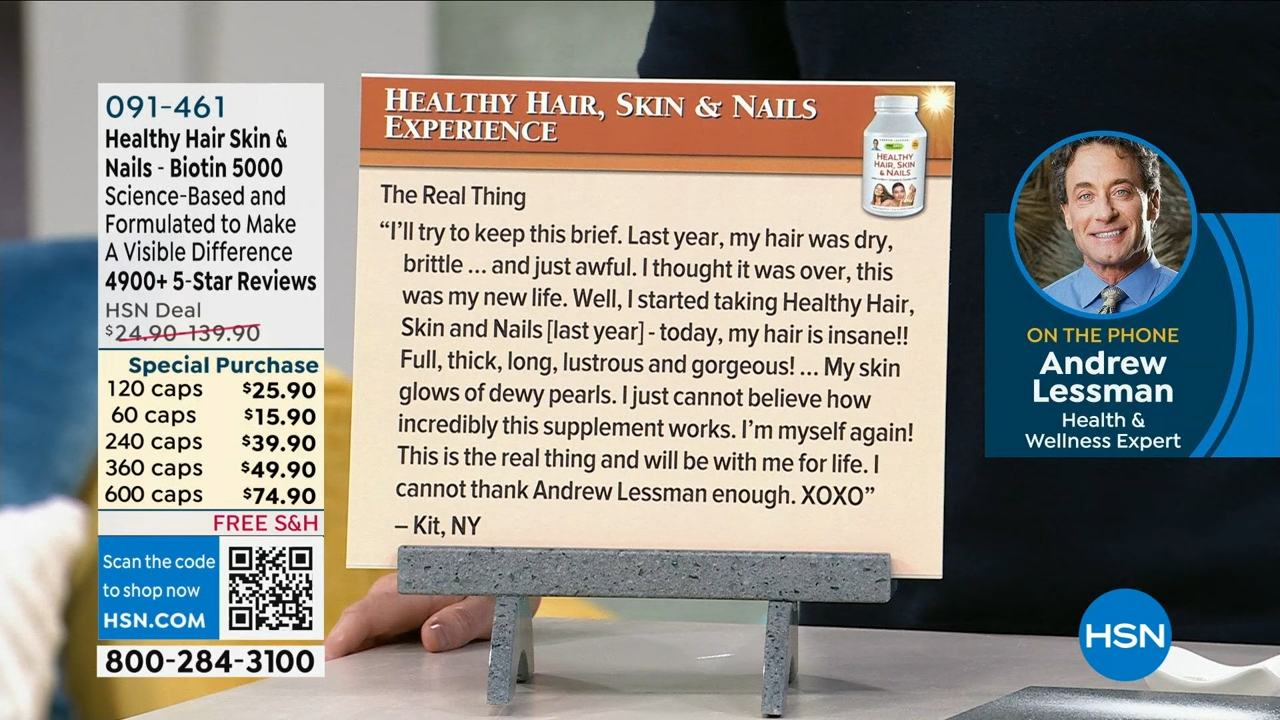 091-461
Healthy Hair Skin &
Nails - Biotin 5000
Science-Based and
Formulated to Make
A Visible Difference
4900+ 5-Star Reviews
HSN Deal
$24.90-139.90
Special Purchase
120 caps $25.90
60 caps $15.90
240 caps $39.90
360 caps $49.90
600 caps $74.90
FREE S&H
Scan the code
to shop now
HSN.COM
800-284-3100
HEALTHY HAIR, SKIN & NAILS
EXPERIENCE
HEALTHY
HAIR, SKIN
& NAILS
The Real Thing
“I’ll try to keep this brief. Last year, my hair was dry,
brittle ... and just awful. I thought it was over, this
was my new life. Well, I started taking Healthy Hair,
Skin and Nails [last year] - today, my hair is insane!!
Full, thick, long, lustrous and gorgeous! ... My skin
glows of dewy pearls. I just cannot believe how
incredibly this supplement works. I’m myself again!
This is the real thing and will be with me for life. I
cannot thank Andrew Lessman enough. XOXO”
– Kit, NY
ON THE PHONE
Andrew
Lessman
Health &
Wellness Expert
HSN